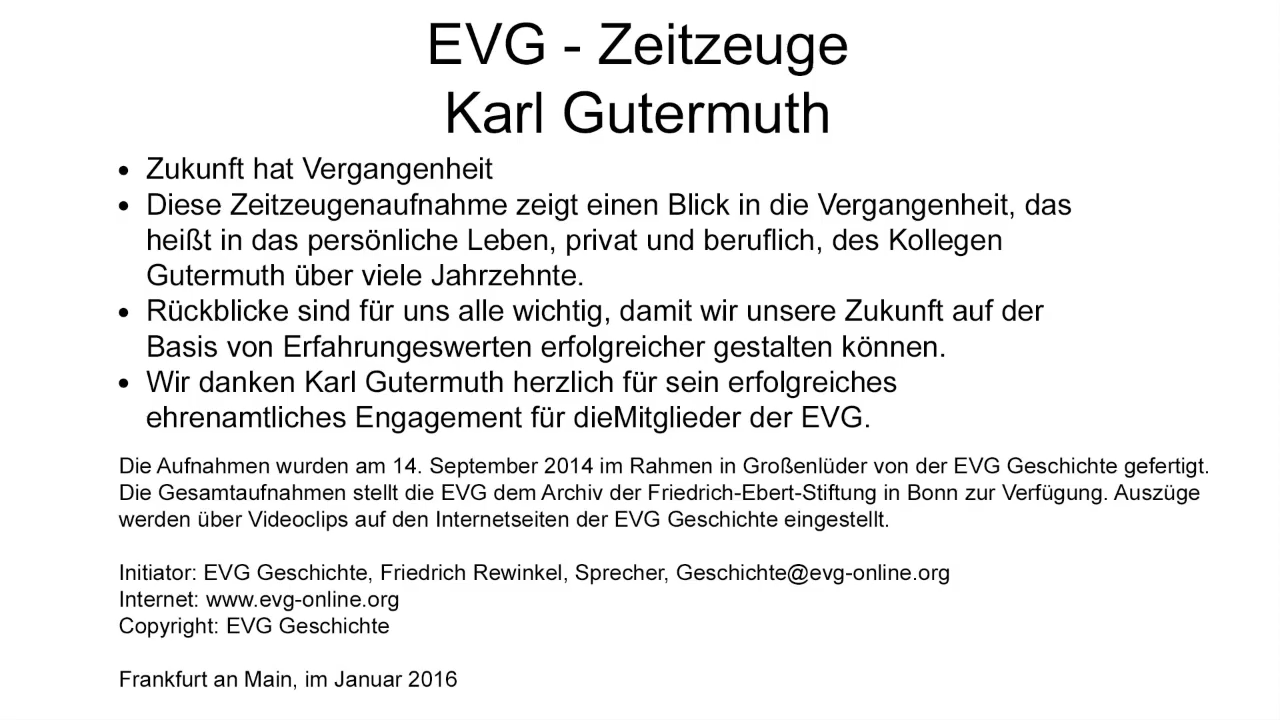 EVG - Zeitzeuge
Karl Gutermuth
• Zukunft hat Vergangenheit
• Diese Zeitzeugenaufnahme zeigt einen Blick in die Vergangenheit, das
heißt in das persönliche Leben, privat und beruflich, des Kollegen
Gutermuth über viele Jahrzehnte.
• Rückblicke sind für uns alle wichtig, damit wir unsere Zukunft auf der
Basis von Erfahrungeswerten erfolgreicher gestalten können.
• Wir danken Karl Gutermuth herzlich für sein erfolgreiches
ehrenamtliches Engagement für dieMitglieder der EVG.
Die Aufnahmen wurden am 14. September 2014 im Rahmen in Großenlüder von der EVG Geschichte gefertigt.
Die Gesamtaufnahmen stellt die EVG dem Archiv der Friedrich-Ebert-Stiftung in Bonn zur Verfügung. Auszüge
werden über Videoclips auf den Internetseiten der EVG Geschichte eingestellt.
Initiator: EVG Geschichte, Friedrich Rewinkel, Sprecher, Geschichte@evg-online.org
Internet: www.evg-online.org
Copyright: EVG Geschichte
Frankfurt an Main, im Januar 2016